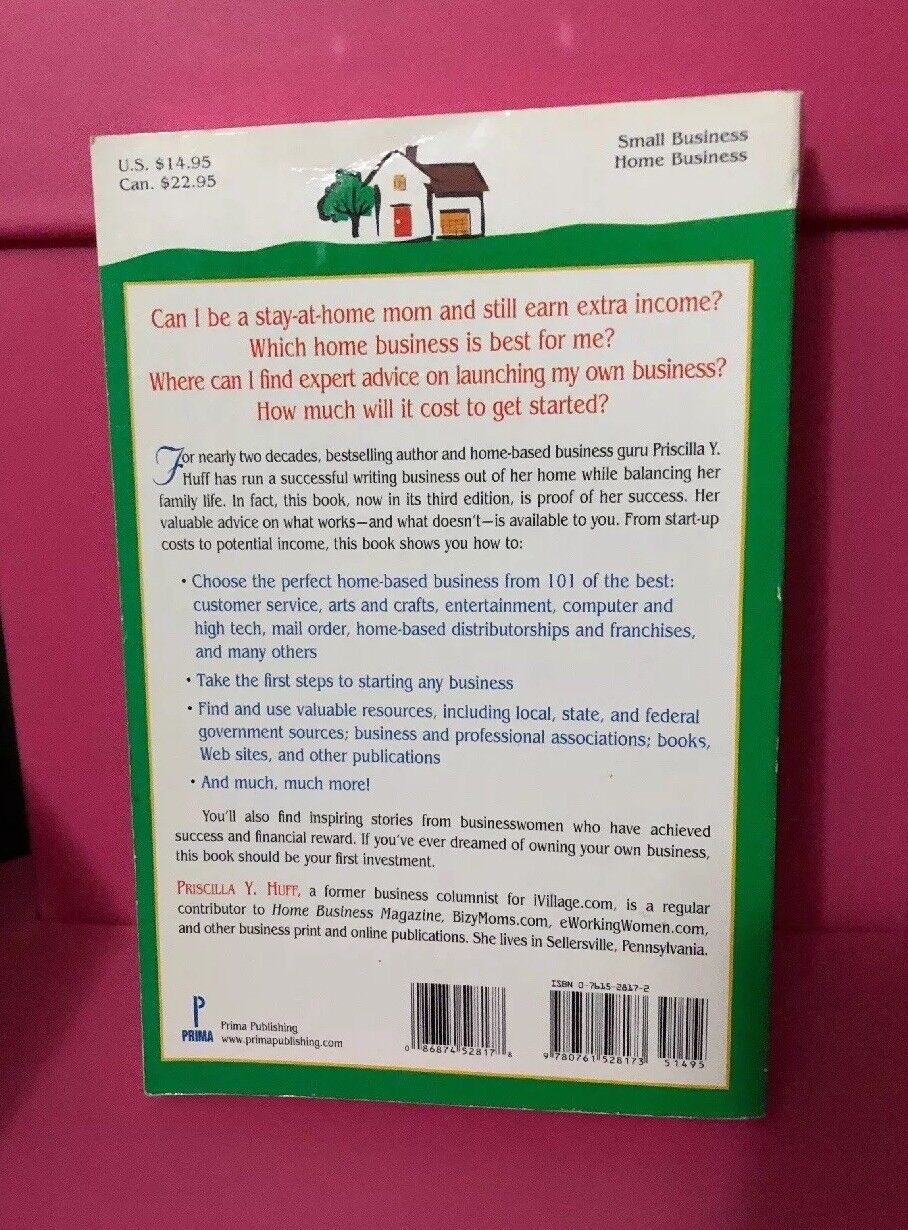 U.S. $14.95
Can. $22.95
Small Business
Home Business
Can I be a stay-at-home mom and still earn extra income?
Which home business is best for me?
Where can I find expert advice on launching my own business?
How much will it cost to get started?
For nearly two decades, bestselling author and home-based business guru Priscilla Y.
Huff has run a successful writing business out of her home while balancing her
family life. In fact, this book, now in its third edition, is proof of her success. Her
valuable advice on what works—and what doesn't—is available to you. From start-up
costs to potential income, this book shows you how to:
• Choose the perfect home-based business from 101 of the best:
customer service, arts and crafts, entertainment, computer and
high tech, mail order, home-based distributorships and franchises,
and many others
• Take the first steps to starting any business
• Find and use valuable resources, including local, state, and federal
government sources; business and professional associations; books,
Web sites, and other publications
• And much, much more!
You'll also find inspiring stories from businesswomen who have achieved
success and financial reward. If you've ever dreamed of owning your own business,
this book should be your first investment.
PRISCILLA Y. HUFF, a former business columnist for iVillage.com, is a regular
contributor to Home Business Magazine, BizyMoms.com, eWorkingWomen.com,
and other business print and online publications. She lives in Sellersville, Pennsylvania.
P
PRIMA
Prima Publishing
www.primapublishing.com
0 86874 52817 8
ISBN 0-7615-2817-2
9 780761 528173
51495